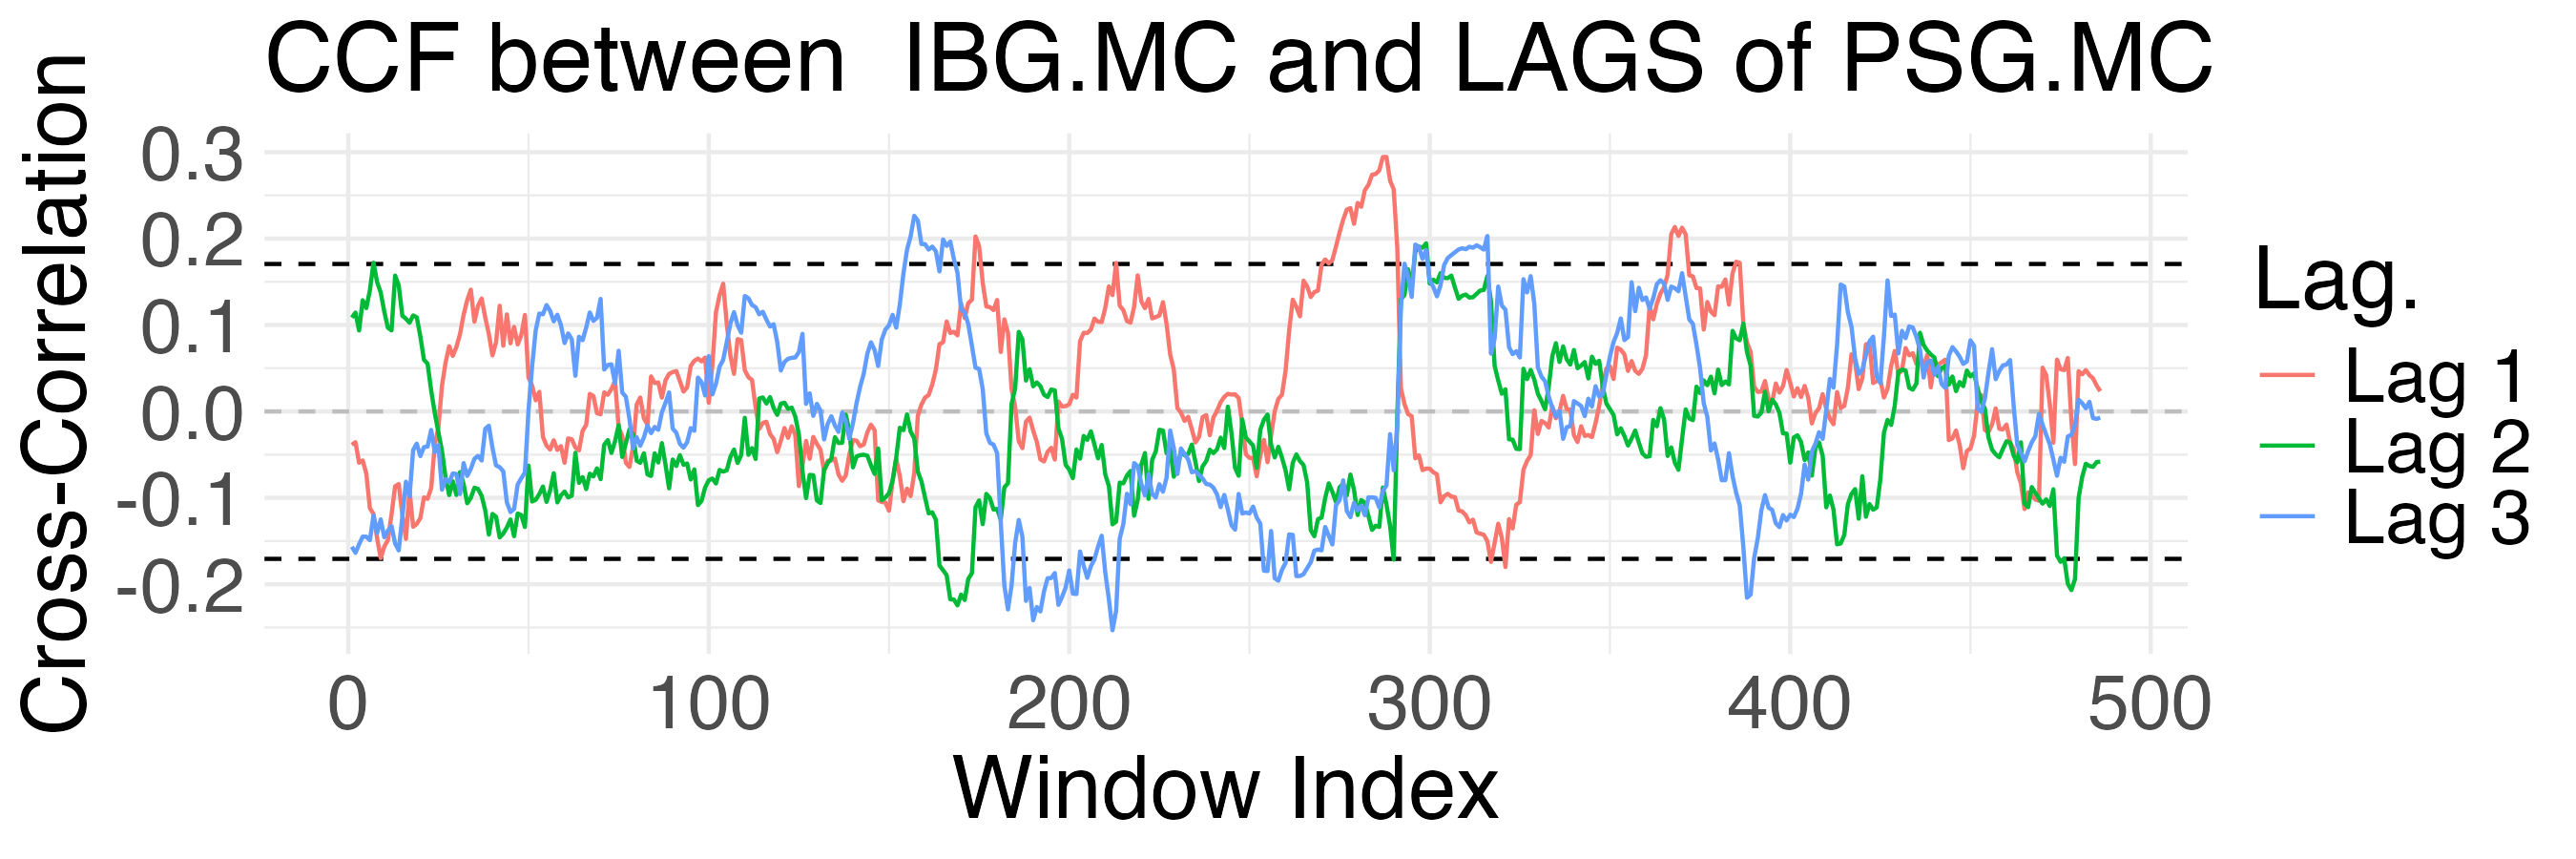 CCF between  IBG.MC and LAGS of PSG.MC
Cross-Correlation
0.3
0.2
0.1
0.0
-0.1
-0.2
0 100 200 300 400 500
Window Index
Lag.
Lag 1
Lag 2
Lag 3